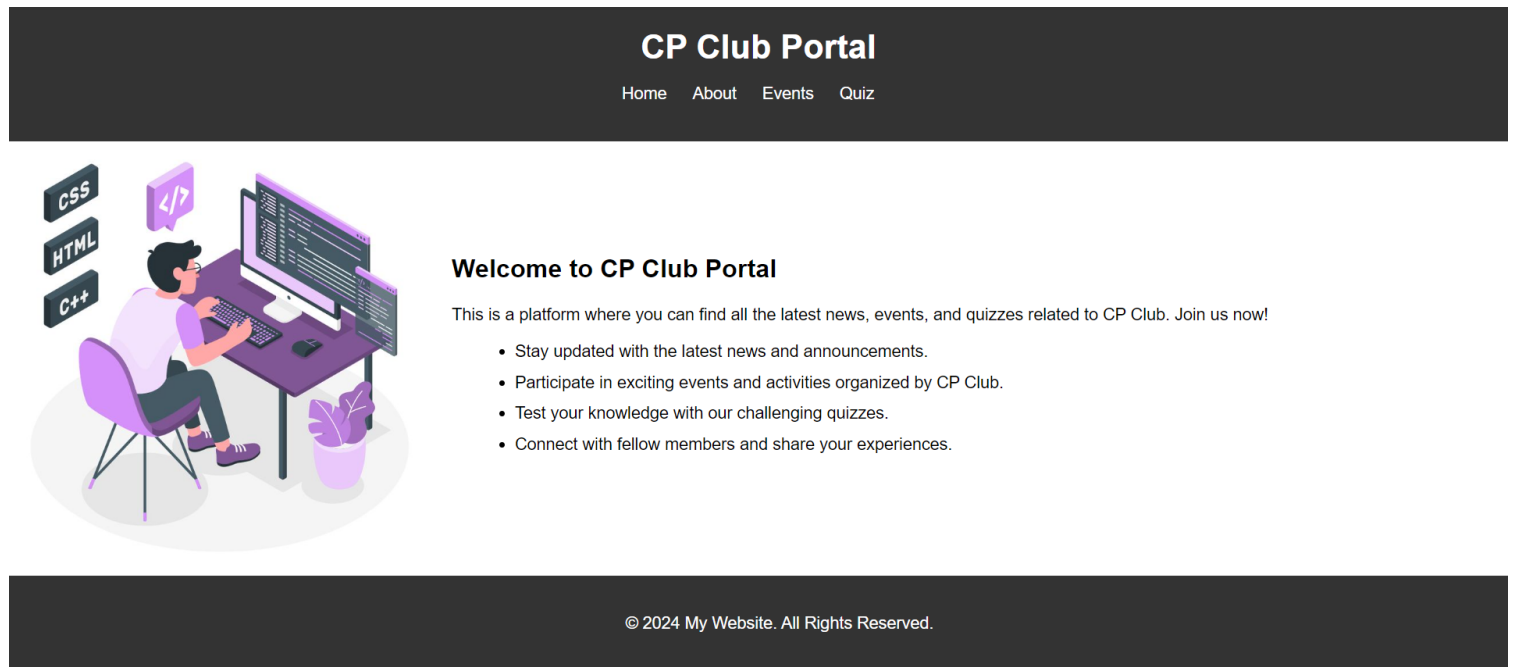 CP Club Portal
Home About Events Quiz
CSS
</>
HTML
C++
Welcome to CP Club Portal
This is a platform where you can find all the latest news, events, and quizzes related to CP Club. Join us now!
• Stay updated with the latest news and announcements.
• Participate in exciting events and activities organized by CP Club.
• Test your knowledge with our challenging quizzes.
• Connect with fellow members and share your experiences.
© 2024 My Website. All Rights Reserved.